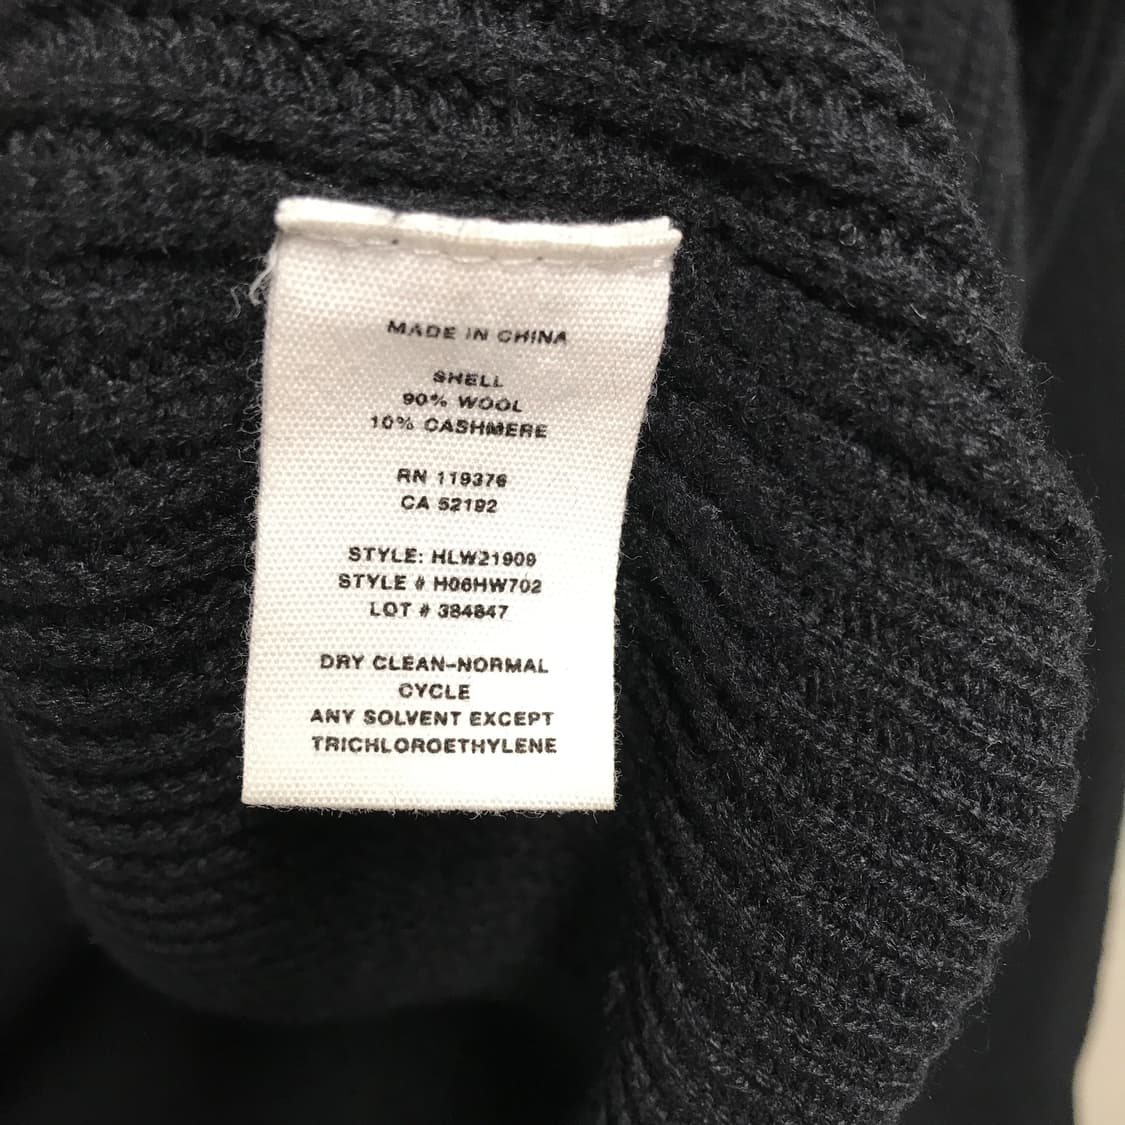 MADE IN CHINA
SHELL
90% WOOL
10% CASHMERE
RN 119376
CA 52192
STYLE: HLW21909
STYLE # H06HW702
LOT # 384847
DRY CLEAN-NORMAL
CYCLE
ANY SOLVENT EXCEPT
TRICHLOROETHYLENE